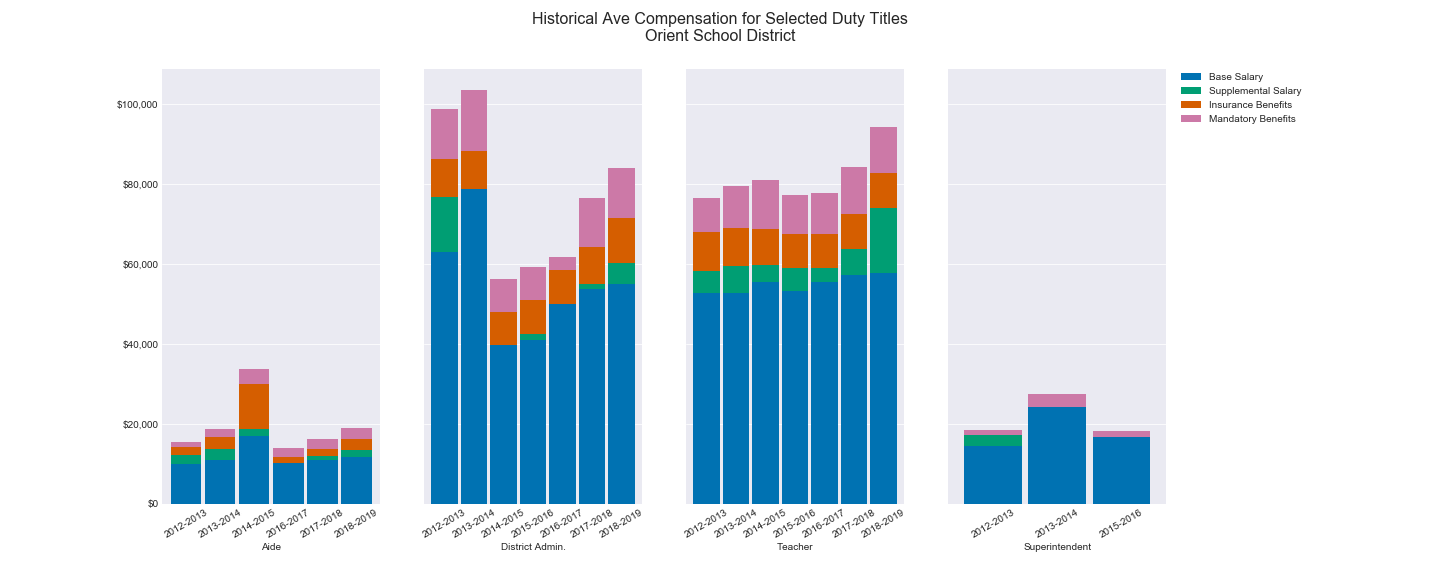 Historical Ave Compensation for Selected Duty Titles
Orient School District
Base Salary
Supplemental Salary
Insurance Benefits
Mandatory Benefits
$100,000
$80,000
$60,000
$40,000
$20,000
$0
2012-2013 2013-2014 2014-2015 2016-2017 2017-2018 2018-2019
Aide
2012-2013 2013-2014 2014-2015 2015-2016 2016-2017 2017-2018 2018-2019
District Admin.
2012-2013 2013-2014 2014-2015 2015-2016 2016-2017 2017-2018 2018-2019
Teacher
2012-2013 2013-2014 2015-2016
Superintendent